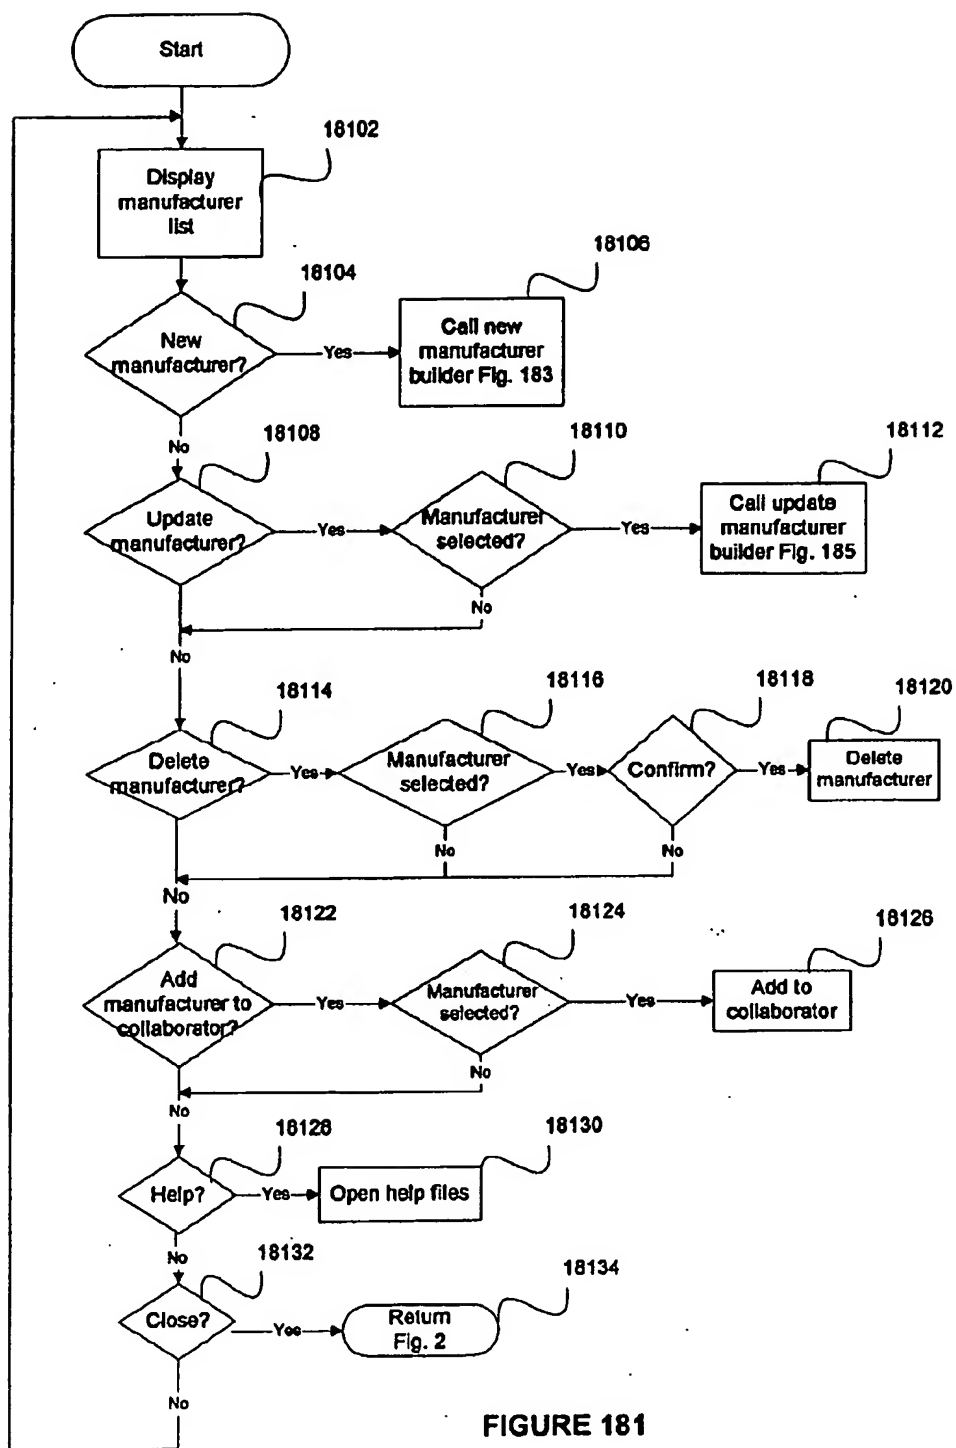 Start
18102
Display
manufacturer
list
18104
18106
New
manufacturer?
Yes
Call new
manufacturer
builder Fig. 183
No
18108
18110
18112
Update
manufacturer?
Yes
Manufacturer
selected?
Yes
Call update
manufacturer
builder Fig. 185
No
No
18114
18116
18118
18120
Delete
manufacturer?
Yes
Manufacturer
selected?
Yes
Confirm?
Yes
Delete
manufacturer
No
No
No
18122
18124
18126
Add
manufacturer to
collaborator?
Yes
Manufacturer
selected?
Yes
Add to
collaborator
No
No
18128
18130
Help?
Yes
Open help files
No
18132
18134
Close?
Yes
Return
Fig. 2
No
FIGURE 181